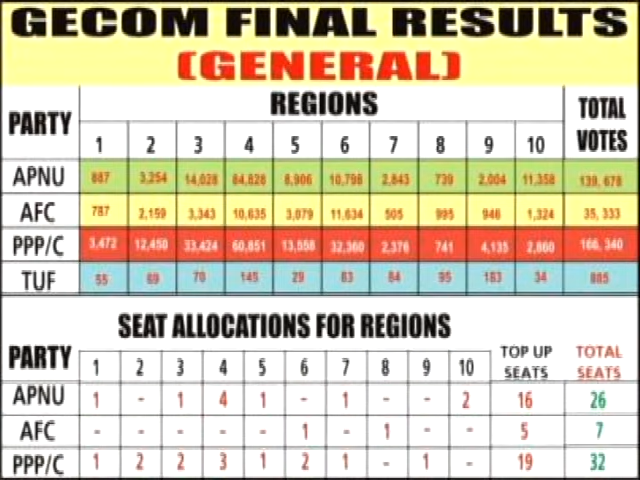 GECOM FINAL RESULTS
(GENERAL)
PARTY REGIONS TOTAL VOTES
1 2 3 4 5 6 7 8 9 10
APNU 887 3,254 14,028 84,828 8,906 10,798 2,843 739 2,004 11,358 139,678
AFC 787 2,159 3,343 10,635 3,079 11,634 505 995 946 1,324 35,333
PPP/C 3,472 12,450 33,424 60,851 13,558 32,360 2,376 741 4,135 2,860 166,340
TUF 55 69 70 145 29 83 84 95 183 34 885
SEAT ALLOCATIONS FOR REGIONS
PARTY 1 2 3 4 5 6 7 8 9 10 TOP UP SEATS TOTAL SEATS
APNU 1 - 1 4 1 - 1 - - 2 16 26
AFC - - - - - 1 - 1 - - 5 7
PPP/C 1 2 2 3 1 2 1 - 1 - 19 32